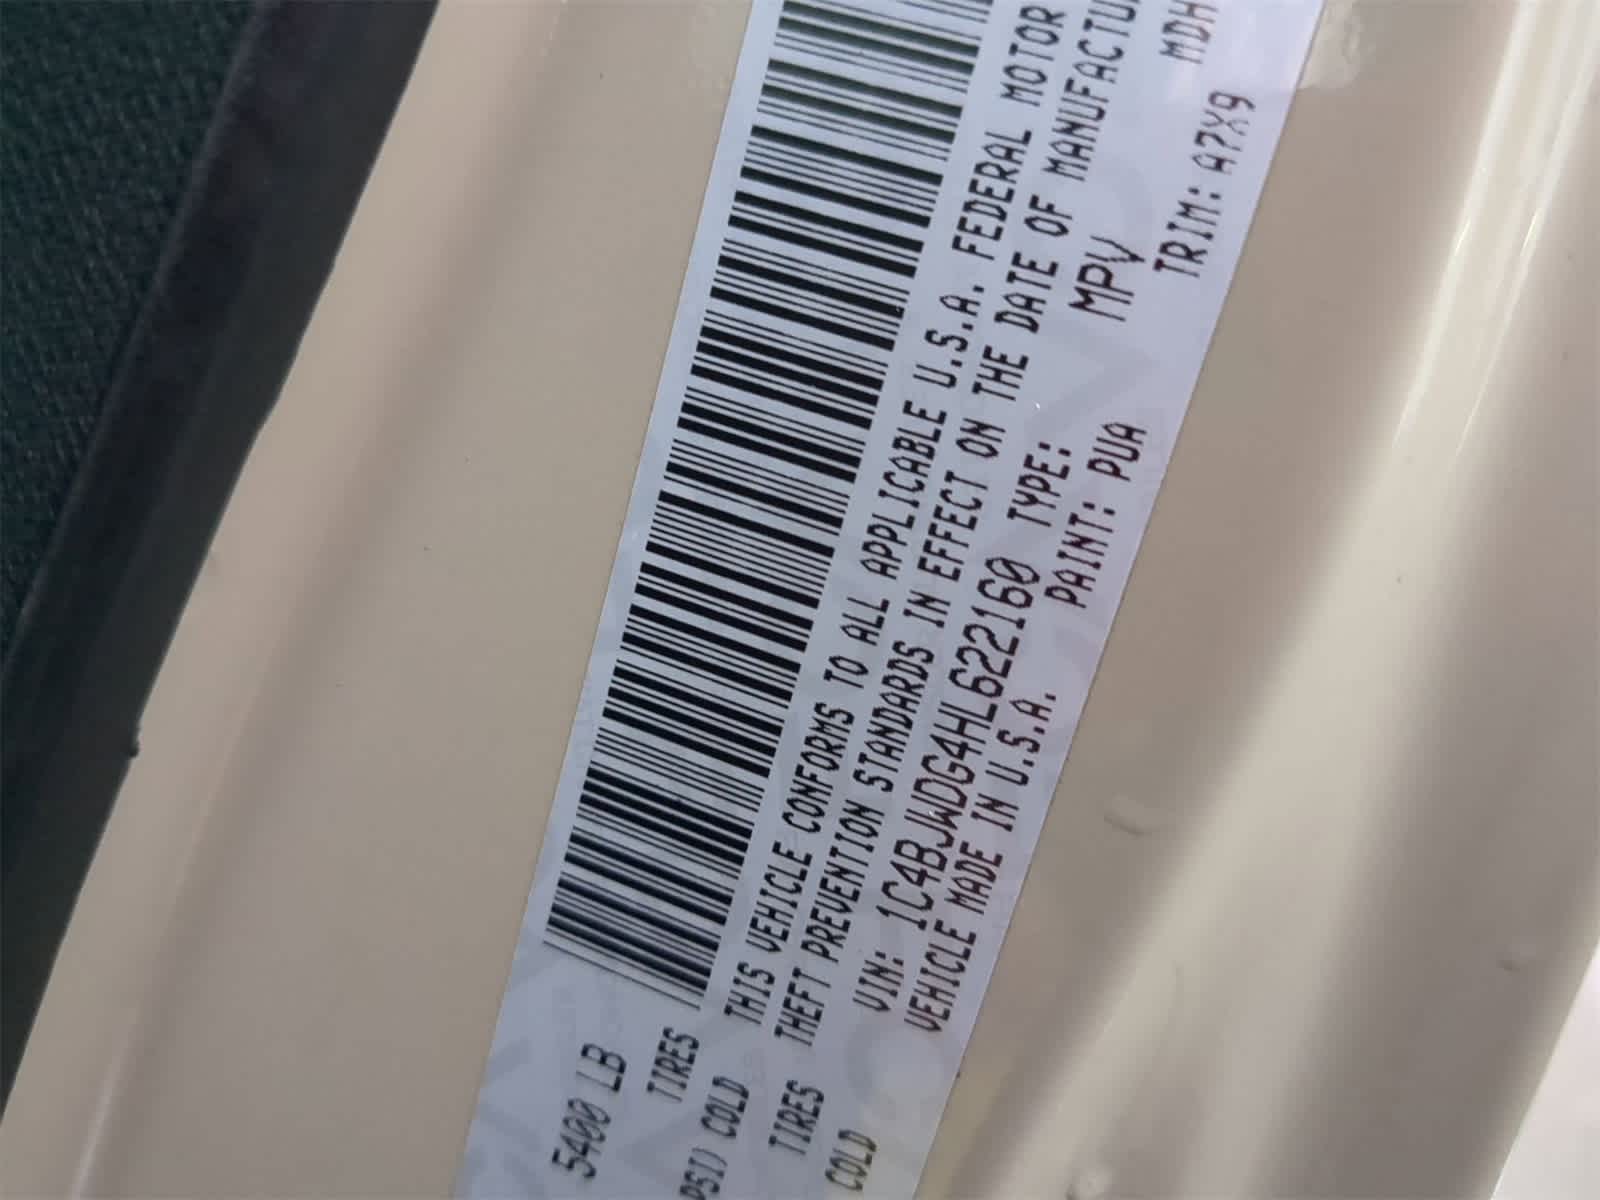 5400 LB
TIRES
PSI) COLD
TIRES
COLD
THIS VEHICLE CONFORMS TO ALL APPLICABLE U.S.A. FEDERAL MOTOR
THEFT PREVENTION STANDARDS IN EFFECT ON THE DATE OF MANUFACTU
VIN: 1C4BJWDG4HL622160 TYPE: MPV
VEHICLE MADE IN U.S.A. PAINT: PUA TRIM: A7X9
MDH